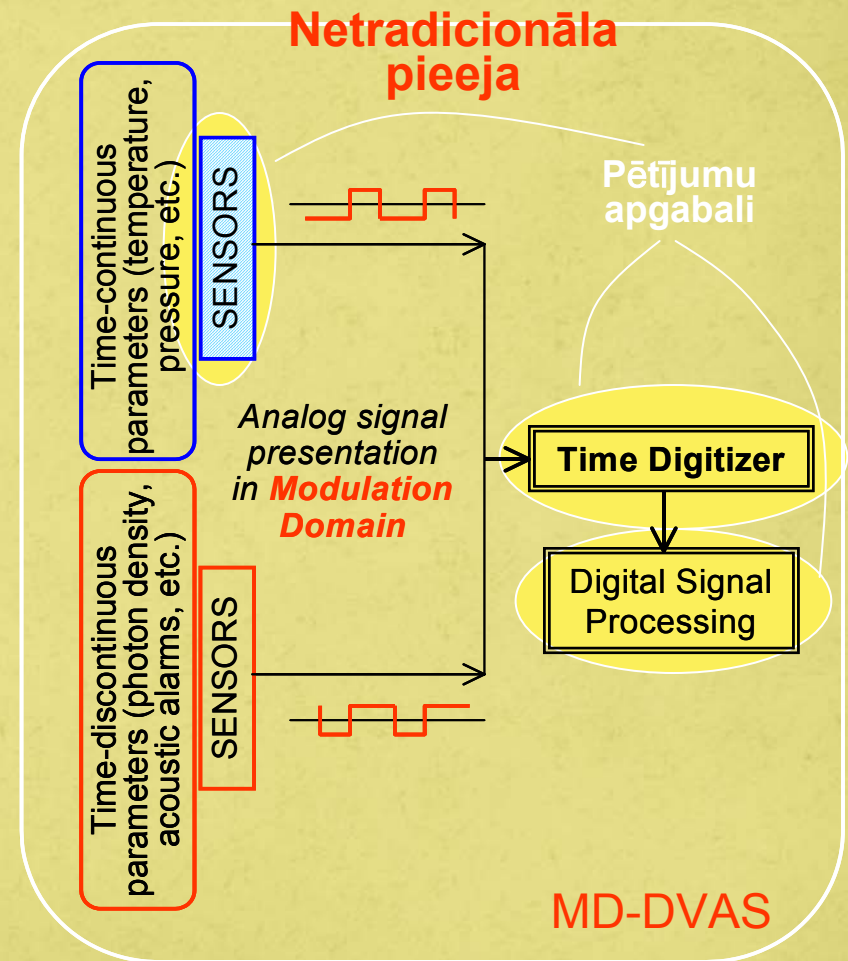 Netradicionāla
pieeja
Time-continuous
parameters (temperature,
pressure, etc.)
SENSORS
Pētījumu
apgabali
Analog signal
presentation
in Modulation
Domain
Time Digitizer
Digital Signal
Processing
Time-discontinuous
parameters (photon density,
acoustic alarms, etc.)
SENSORS
MD-DVAS